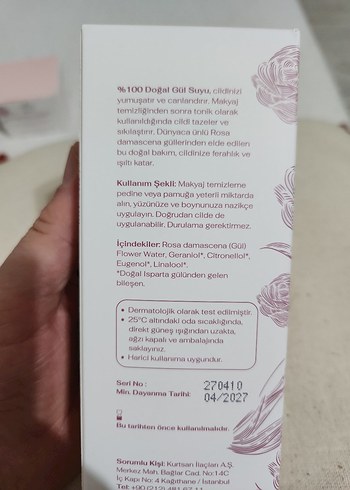 %100 Doğal Gül Suyu, cildinizi
yumuşatır ve canlandırır. Makyaj
temizliğinden sonra tonik olarak
kullanıldığında cildi tazeler ve
sıkılaştırır. Dünyaca ünlü Rosa
damascena güllerinden elde edilen
bu doğal bakım, cildinize ferahlık ve
ışıltı katar.
Kullanım Şekli: Makyaj temizleme
pedine veya pamuğa yeterli miktarda
alın, yüzünüze ve boynunuza nazikçe
uygulayın. Doğrudan cilde de
uygulanabilir. Durulama gerektirmez.
İçindekiler: Rosa damascena (Gül)
Flower Water, Geraniol*, Citronellol*,
Eugenol*, Linalool*.
*Doğal Isparta gülünden gelen
bileşen.
• Dermatolojik olarak test edilmiştir.
• 25°C altındaki oda sıcaklığında,
direkt güneş ışığından uzakta,
ağzı kapalı ve ambalajında
saklayınız.
• Harici kullanıma uygundur.
Seri No : 270410
Min. Dayanma Tarihi: 04/2027
Bu tarihten önce kullanılmalıdır.
Sorumlu Kişi: Kurtsan İlaçları A.Ş.
Merkez Mah. Bağlar Cad. No:14C
İç Kapı No: 4 Kağıthane / İstanbul
Tel: +90 (212)